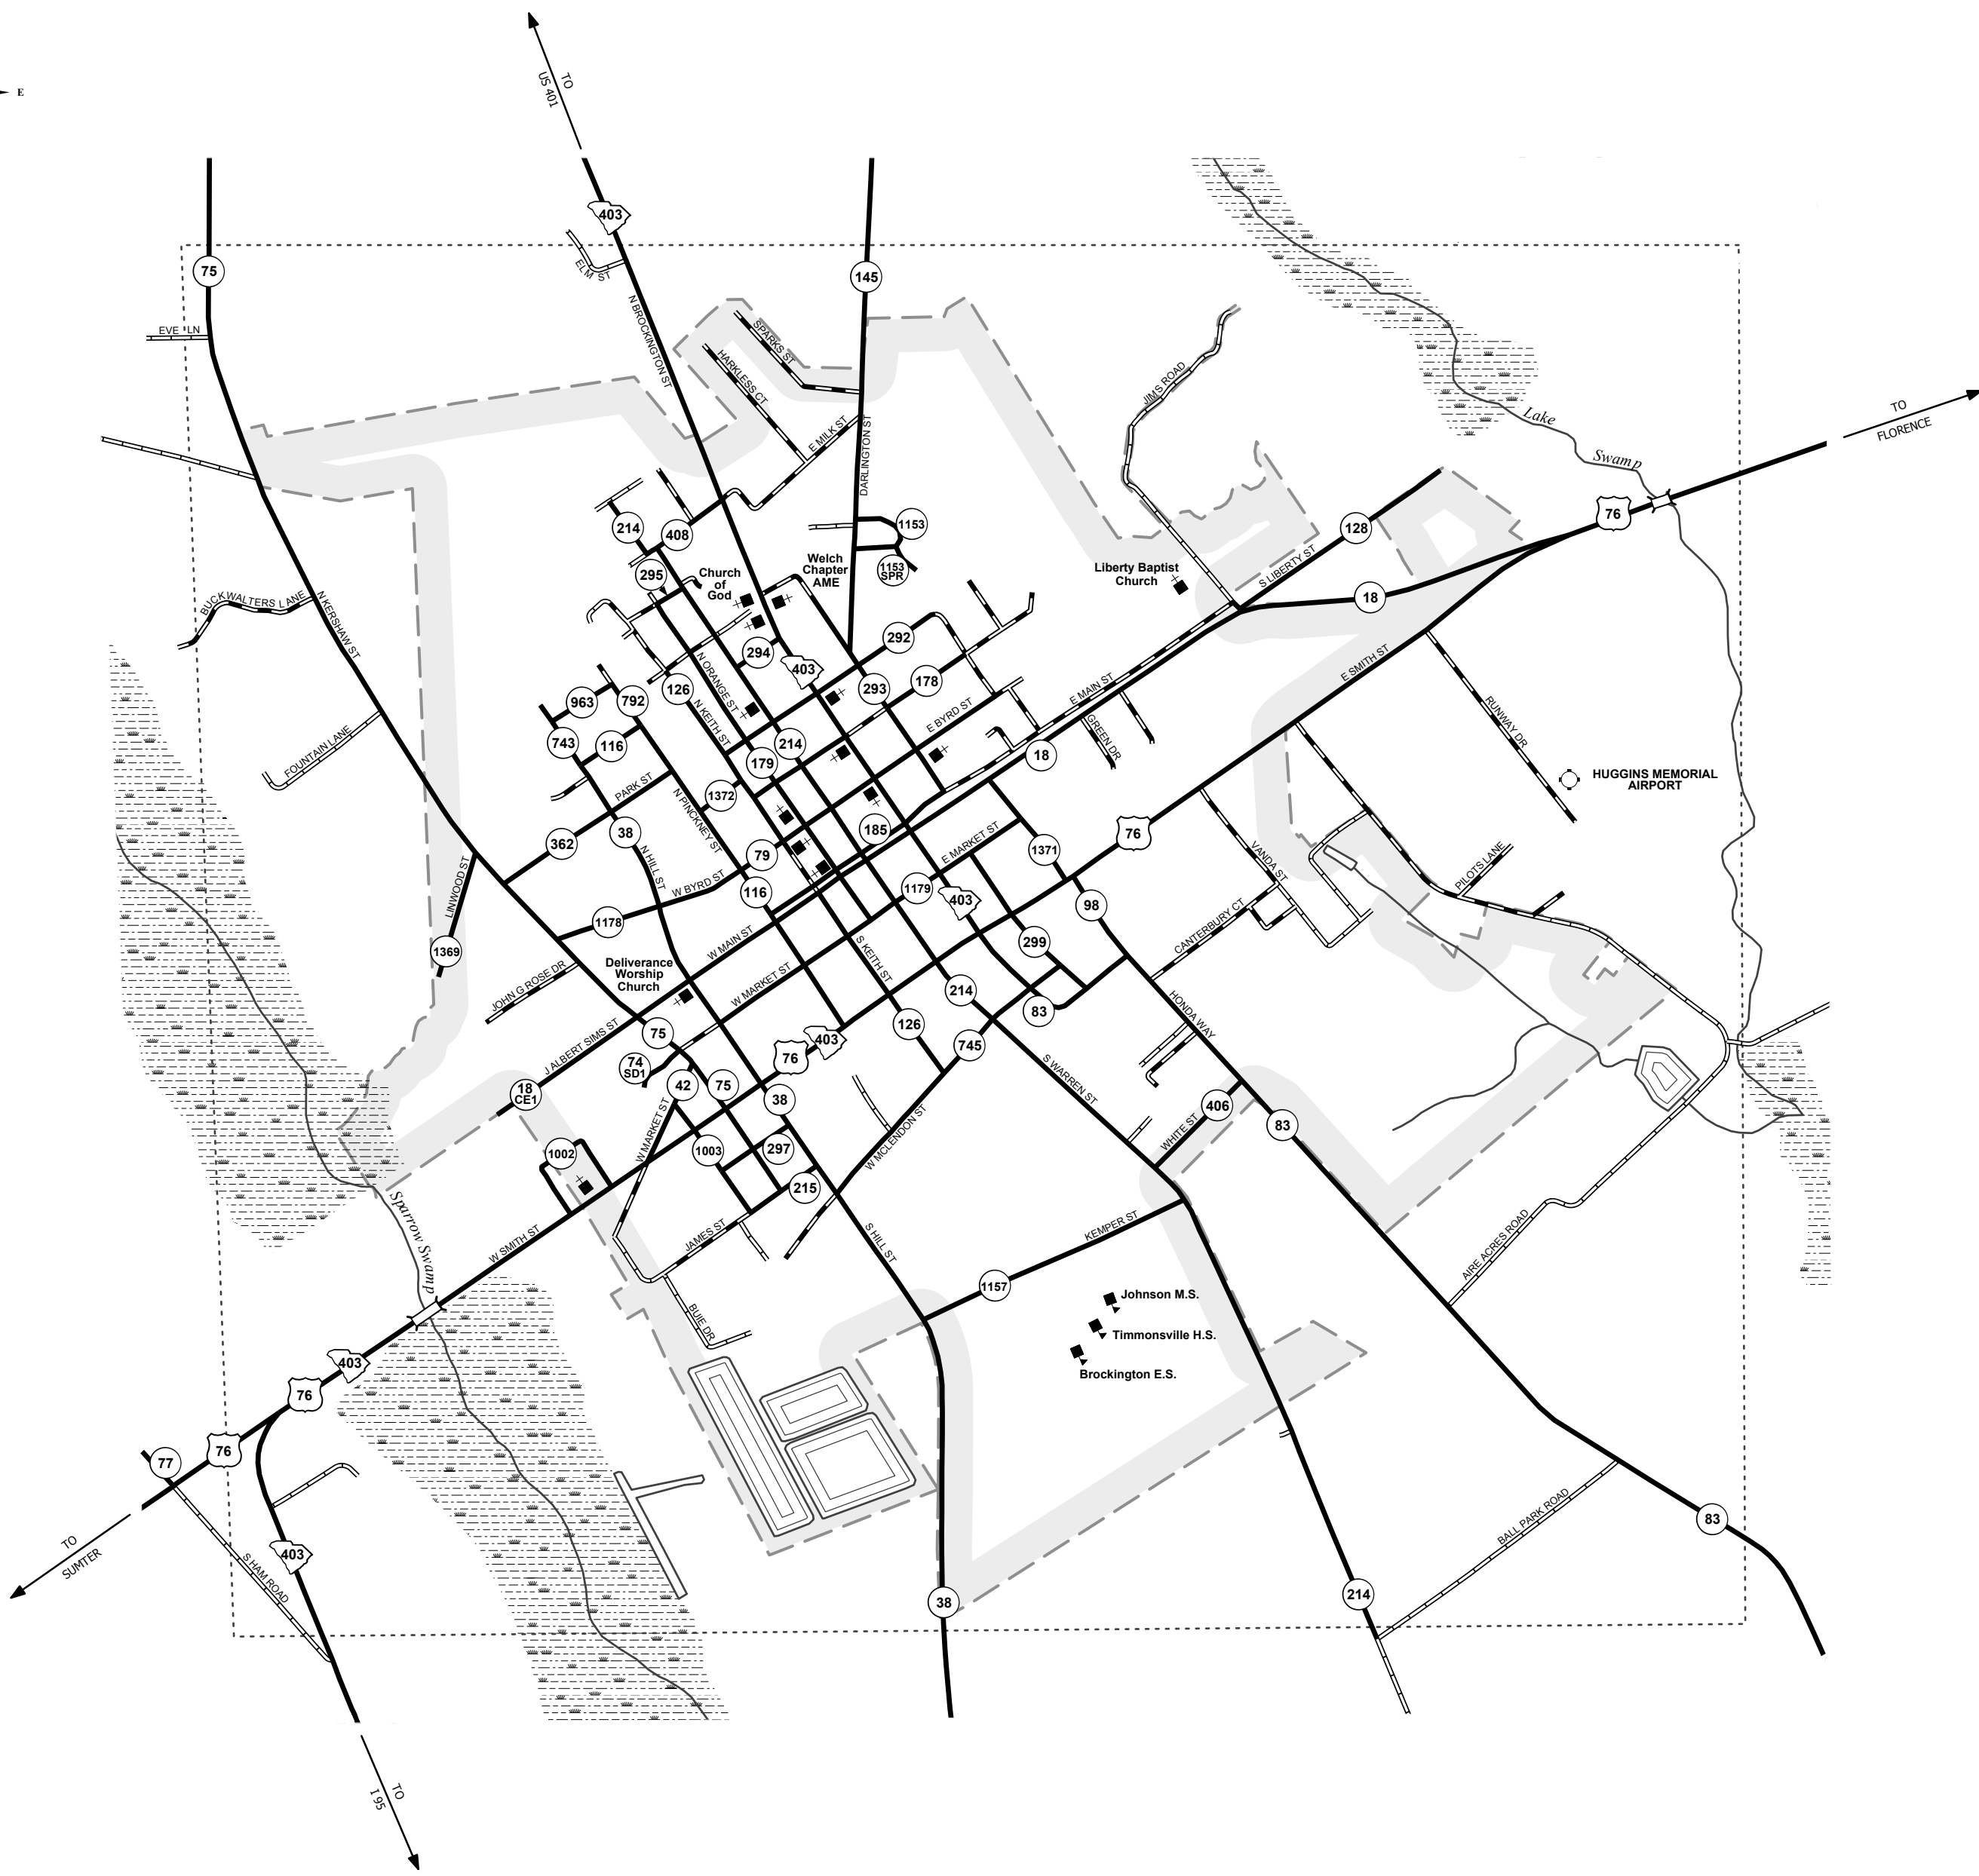 E
TO
US 401
403
75
145
ELM ST
EVE LN
N BROCKINGTON ST
SPARKS ST
HARKLESS CT
E MILK ST
DARLINGTON ST
JIMS ROAD
Lake
Swamp
TO
FLORENCE
76
128
S LIBERTY ST
214
408
1153
1153
SPR
295
Church
of
God
Welch
Chapter
AME
Liberty Baptist
Church
18
BUCKWALTERS LANE
N KERSHAW ST
294
403
292
293
178
N ORANGE ST
126
N KEITH ST
963
792
743
116
E MAIN ST
E BYRD ST
E SMITH ST
RUNWAY DR
FOUNTAIN LANE
214
179
GREEN DR
18
HUGGINS MEMORIAL
AIRPORT
PARK ST
N PINCKNEY ST
1372
362
38
N HILL ST
79
185
E MARKET ST
1371
76
VANDA ST
PILOTS LANE
LINWOOD ST
W BYRD ST
116
1179
403
98
1178
1369
W MAIN ST
S KEITH ST
299
CANTERBURY CT
Deliverance
Worship
Church
JOHN G ROSE DR
W MARKET ST
214
83
HONDA WAY
75
126
745
J ALBERT SIMS ST
74
SD1
76
403
18
CE1
42
75
38
S WARREN ST
W MARKET ST
W MCLENDON ST
WHITE ST
406
83
1002
1003
297
215
Sparrow Swamp
W SMITH ST
JAMES ST
S HILL ST
KEMPER ST
AIRE ACRES ROAD
1157
Johnson M.S.
Timmonsville H.S.
Brockington E.S.
BUIE DR
403
76
76
77
TO
SUMTER
403
S HAM ROAD
BALL PARK ROAD
83
38
214
TO
I 95